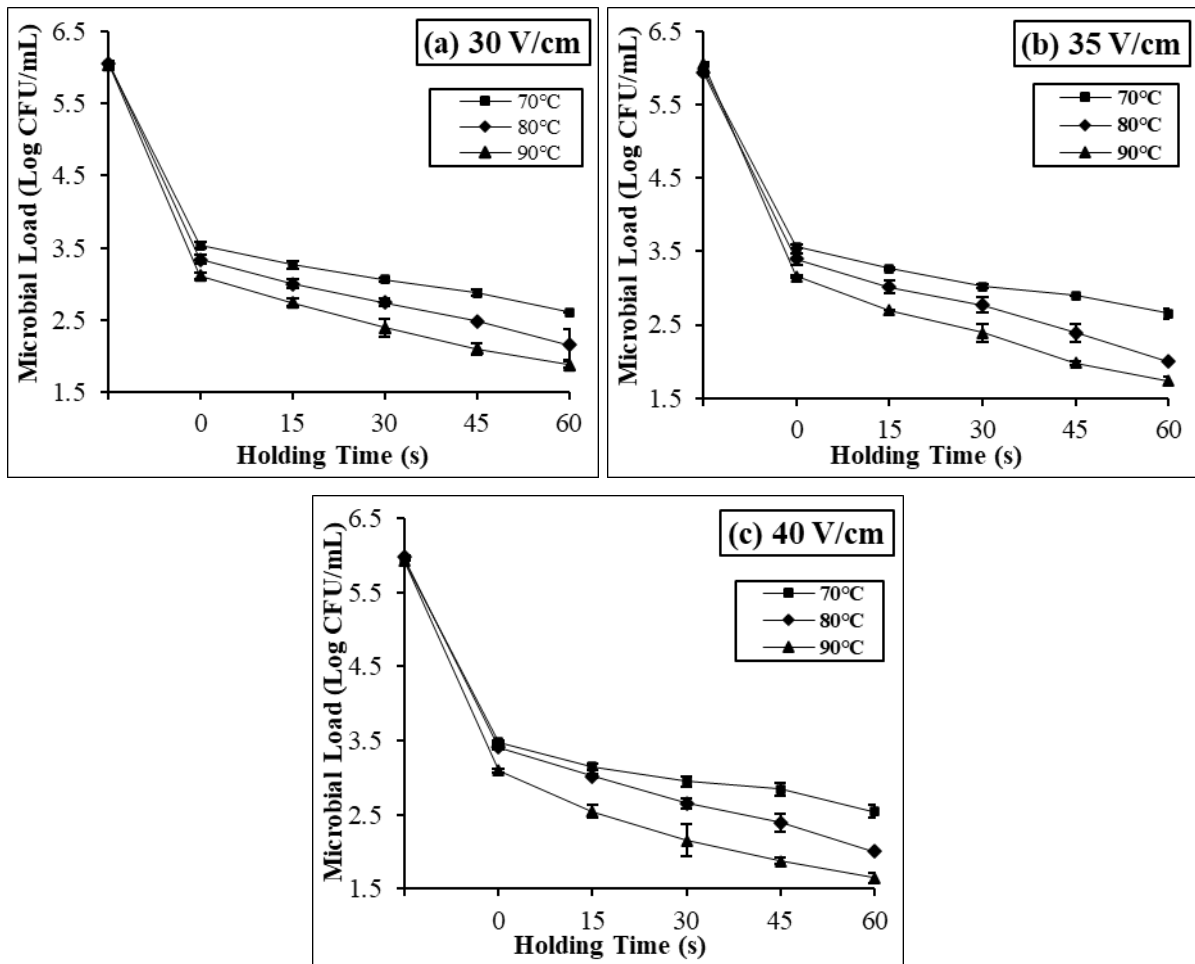 (a) 30 V/cm
Microbial Load (Log CFU/mL)
6.5
5.5
4.5
3.5
2.5
1.5
70°C
80°C
90°C
0 15 30 45 60
Holding Time (s)
(b) 35 V/cm
Microbial Load (Log CFU/mL)
6.5
5.5
4.5
3.5
2.5
1.5
70°C
80°C
90°C
0 15 30 45 60
Holding Time (s)
(c) 40 V/cm
Microbial Load (Log CFU/mL)
6.5
5.5
4.5
3.5
2.5
1.5
70°C
80°C
90°C
0 15 30 45 60
Holding Time (s)